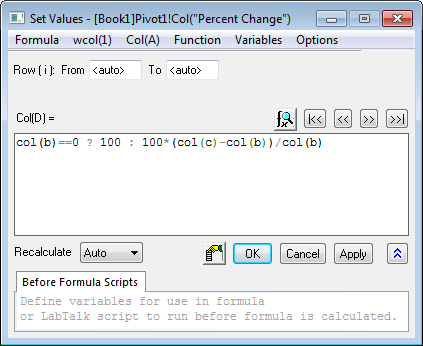 Set Values - [Book1]Pivot1!Col("Percent Change")
Formula wcol(1) Col(A) Function Variables Options
Row ( i ): From <auto> To <auto>
Col(D) =
col(b)==0 ? 100 : 100*(col(c)-col(b))/col(b)
Recalculate Auto OK Cancel Apply
Before Formula Scripts
Define variables for use in formula
or LabTalk script to run before formula is calculated.